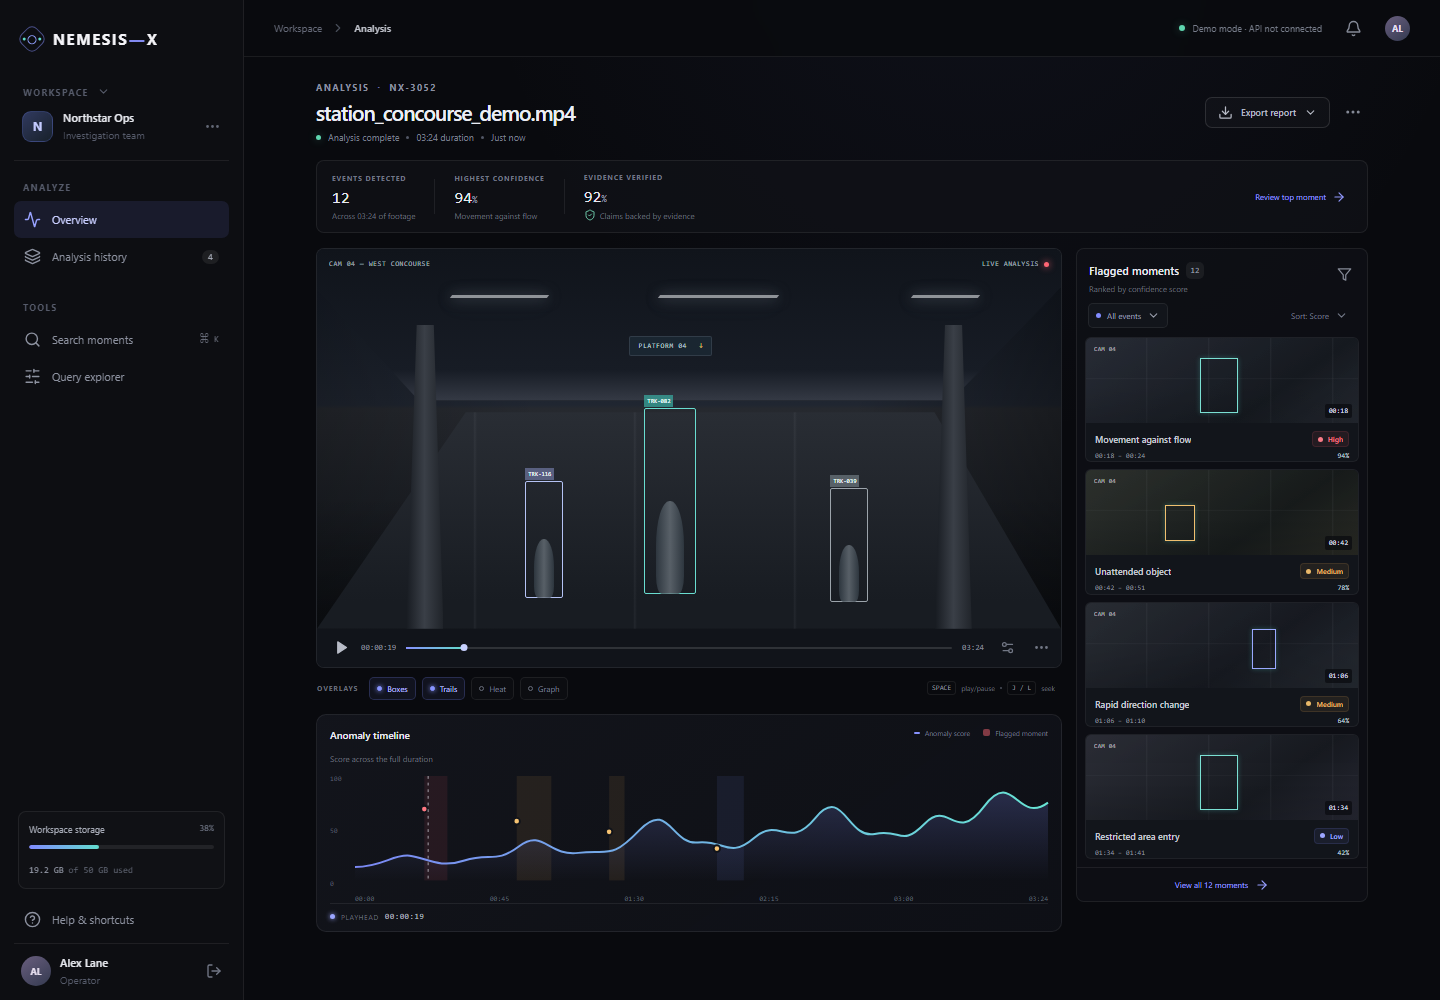 NEMESIS—X
WORKSPACE
N
Northstar Ops
Investigation team
ANALYZE
Overview
Analysis history 4
TOOLS
Search moments ⌘ K
Query explorer
Workspace storage 38%
19.2 GB of 50 GB used
Help & shortcuts
AL
Alex Lane
Operator
Workspace > Analysis
Demo mode · API not connected
AL
ANALYSIS · NX-3052
station_concourse_demo.mp4
Analysis complete • 03:24 duration • Just now
Export report
EVENTS DETECTED
12
Across 03:24 of footage
HIGHEST CONFIDENCE
94%
Movement against flow
EVIDENCE VERIFIED
92%
Claims backed by evidence
Review top moment →
CAM 04 — WEST CONCOURSE
LIVE ANALYSIS
PLATFORM 04 ↓
TRK-082
TRK-116
TRK-039
00:00:19
03:24
OVERLAYS
Boxes
Trails
Heat
Graph
SPACE play/pause • J / L seek
Anomaly timeline
Anomaly score
Flagged moment
Score across the full duration
100
50
0
00:00 00:45 01:30 02:15 03:00 03:24
PLAYHEAD 00:00:19
Flagged moments 12
Ranked by confidence score
All events
Sort: Score
CAM 04
00:18
Movement against flow
High
00:18 – 00:24
94%
CAM 04
00:42
Unattended object
Medium
00:42 – 00:51
78%
CAM 04
01:06
Rapid direction change
Medium
01:06 – 01:10
64%
CAM 04
01:34
Restricted area entry
Low
01:34 – 01:41
42%
View all 12 moments →